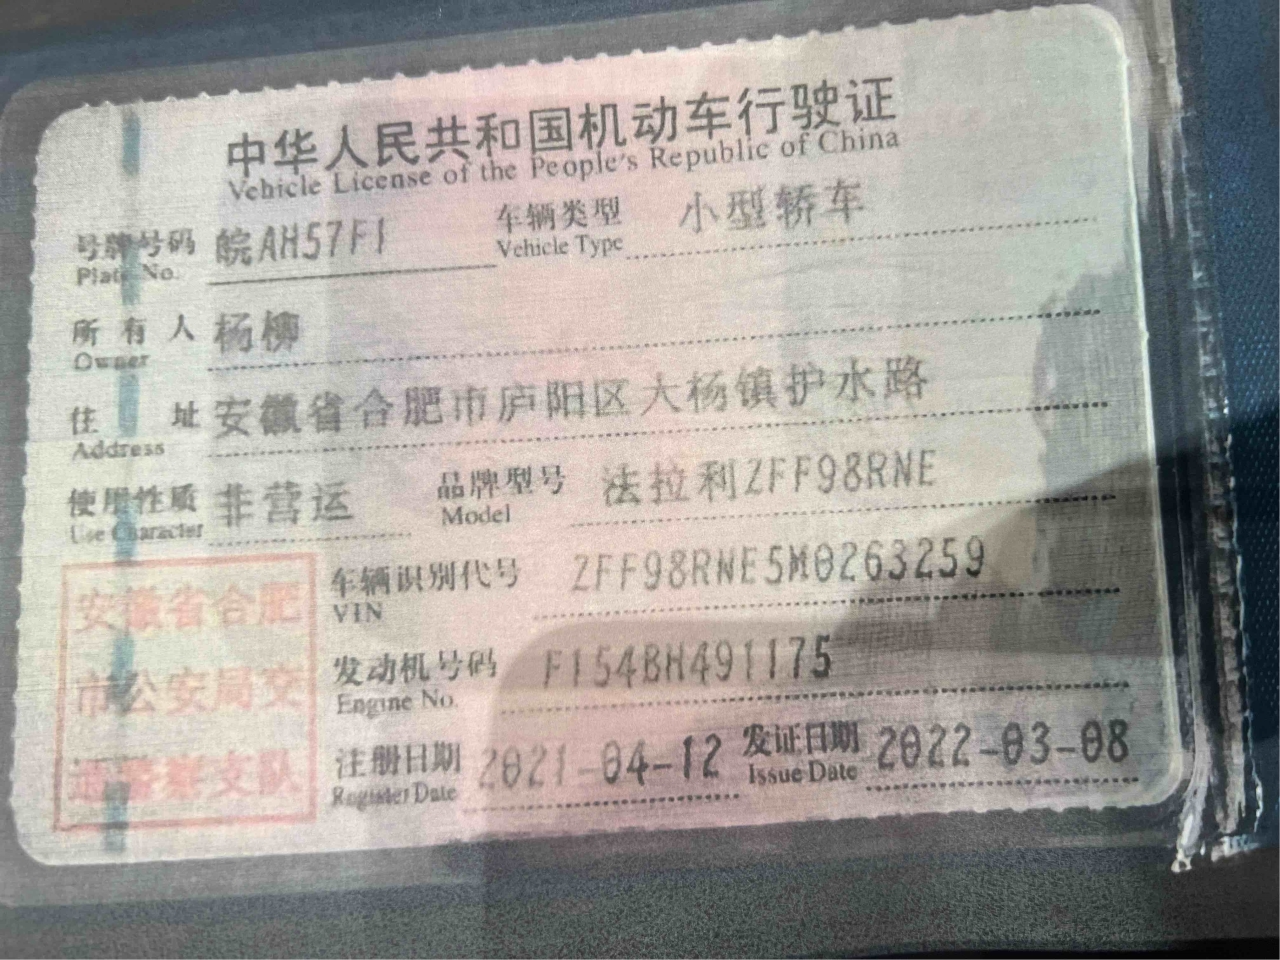 中华人民共和国机动车行驶证
Vehicle License of the People's Republic of China
号牌号码 皖AH57F1 车辆类型 小型轿车
Plate No. Vehicle Type
所有人 杨柳
Owner
住址 安徽省合肥市庐阳区大杨镇护水路
Address
使用性质 非营运 品牌型号 法拉利ZFF98RNE
Use Character Model
安徽省合肥
市公安局交
通警察支队
车辆识别代号 ZFF98RNE5M0263259
VIN
发动机号码 F154BH491175
Engine No.
注册日期 2021-04-12 发证日期 2022-03-08
Register Date Issue Date